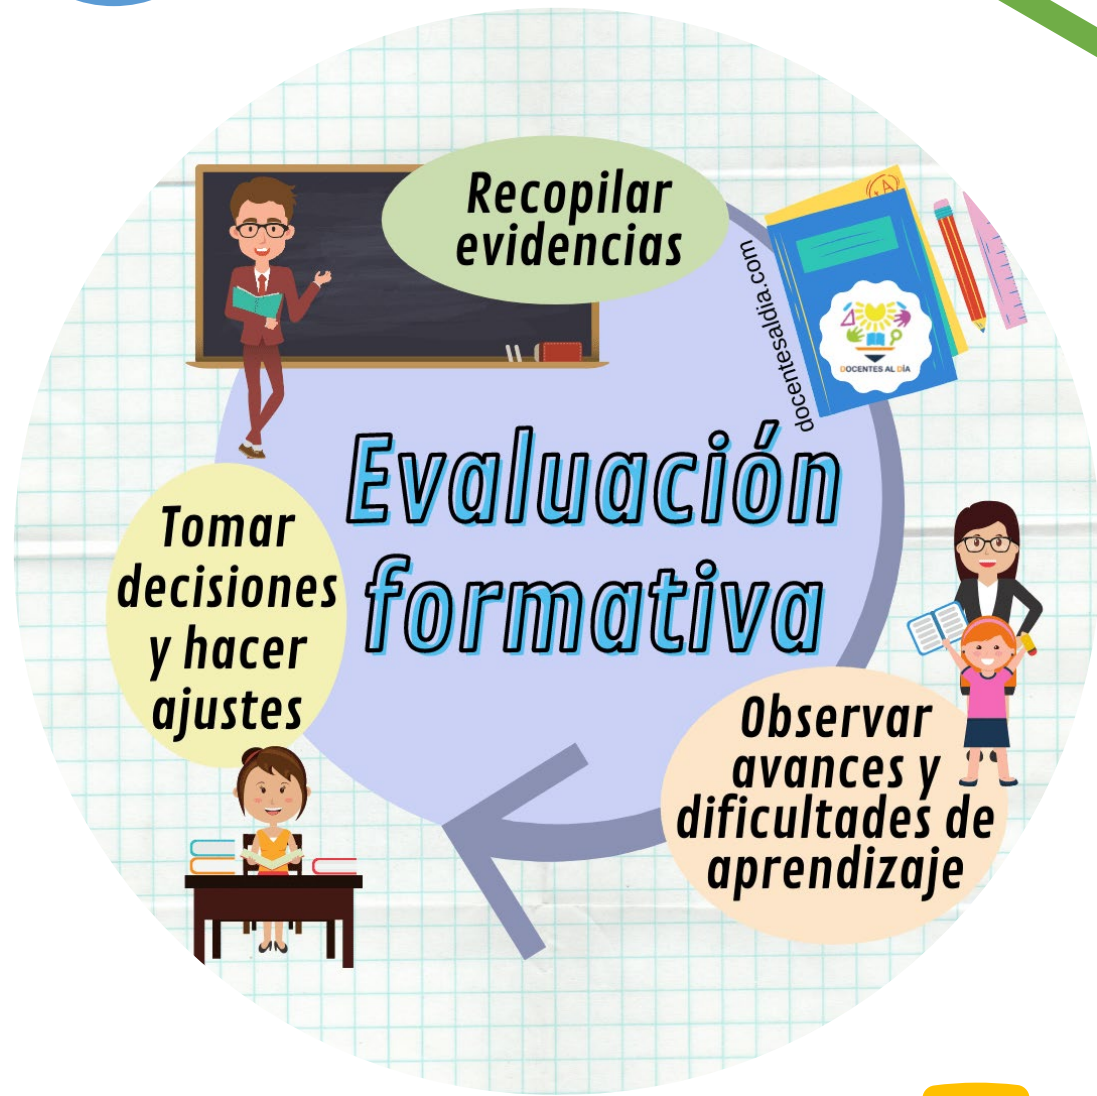 Recopilar
evidencias
docentesaldia.com
DOCENTES AL DÍA
A
Evaluación
formativa
Tomar
decisiones
y hacer
ajustes
Observar
avances y
dificultades de
aprendizaje